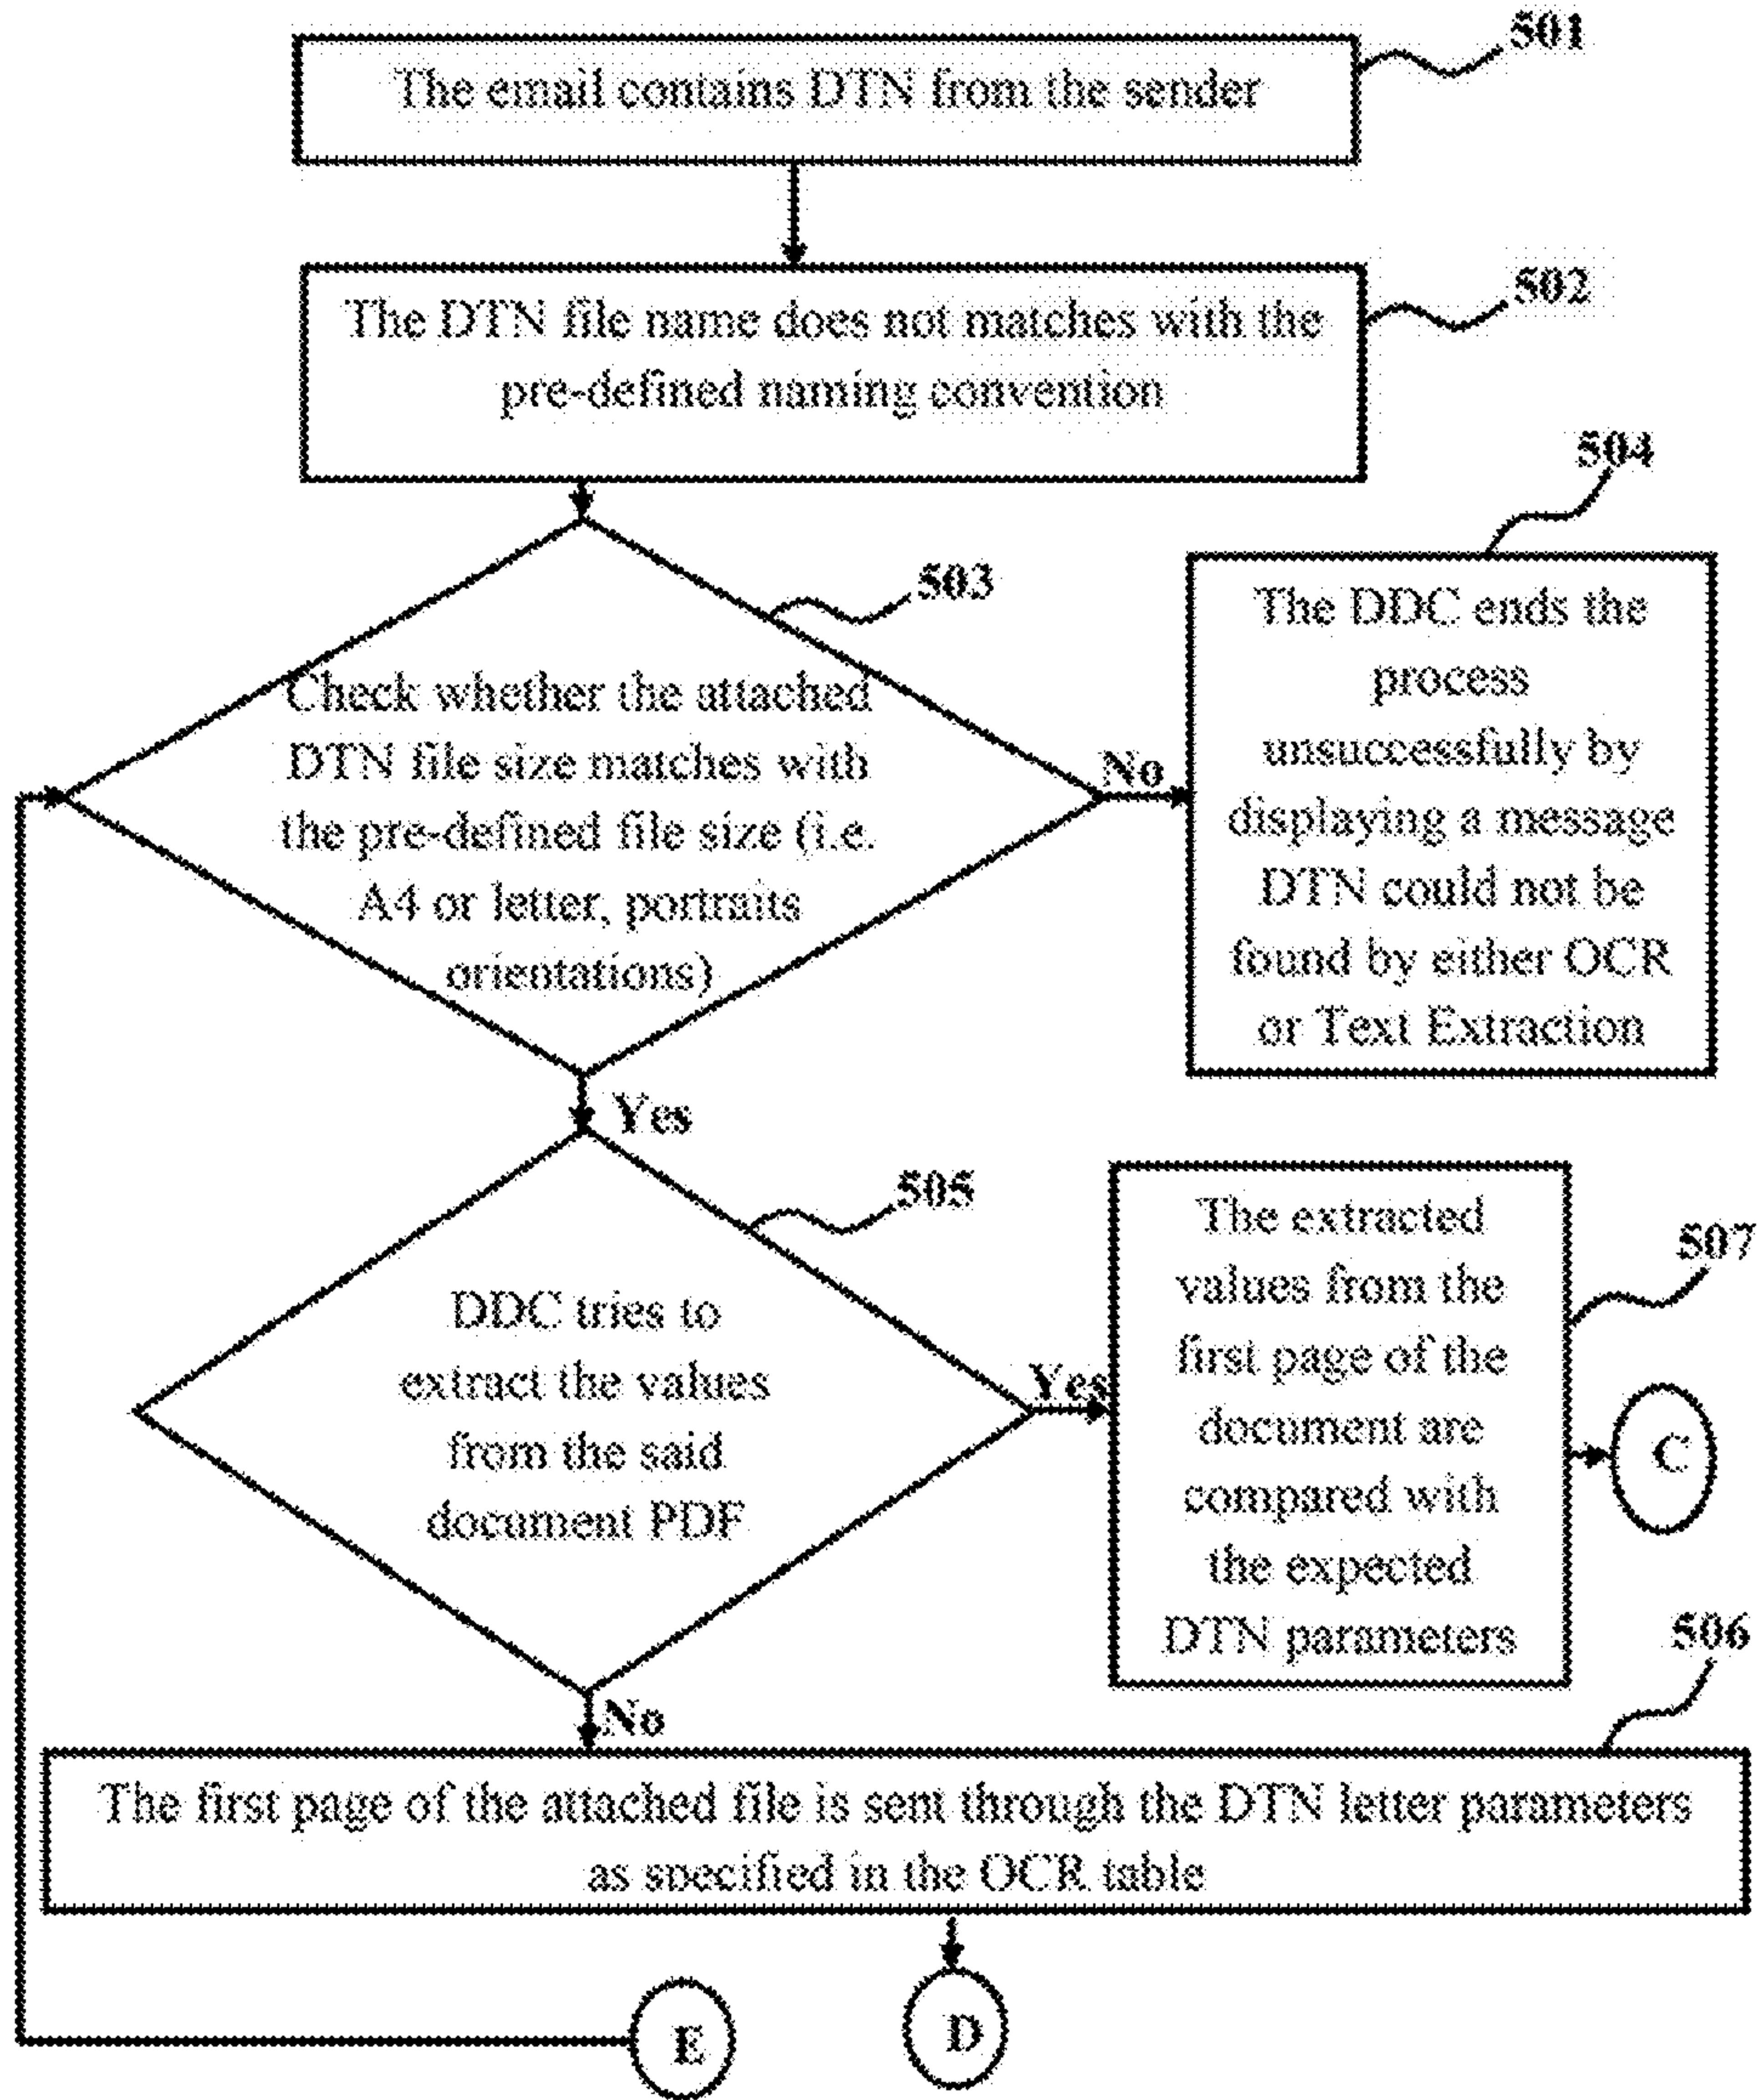 501
The email contains DTN from the sender
502
The DTN file name does not matches with the
pre-defined naming convention
503
Check whether the attached
DTN file size matches with
the pre-defined file size (i.e.
A4 or letter, portraits
orientations)
No
504
The DDC ends the
process
unsuccessfully by
displaying a message
DTN could not be
found by either OCR
or Text Extraction
Yes
505
DDC tries to
extract the values
from the said
document PDF
Yes
507
The extracted
values from the
first page of the
document are
compared with
the expected
DTN parameters
C
No
506
The first page of the attached file is sent through the DTN letter parameters
as specified in the OCR table
E
D